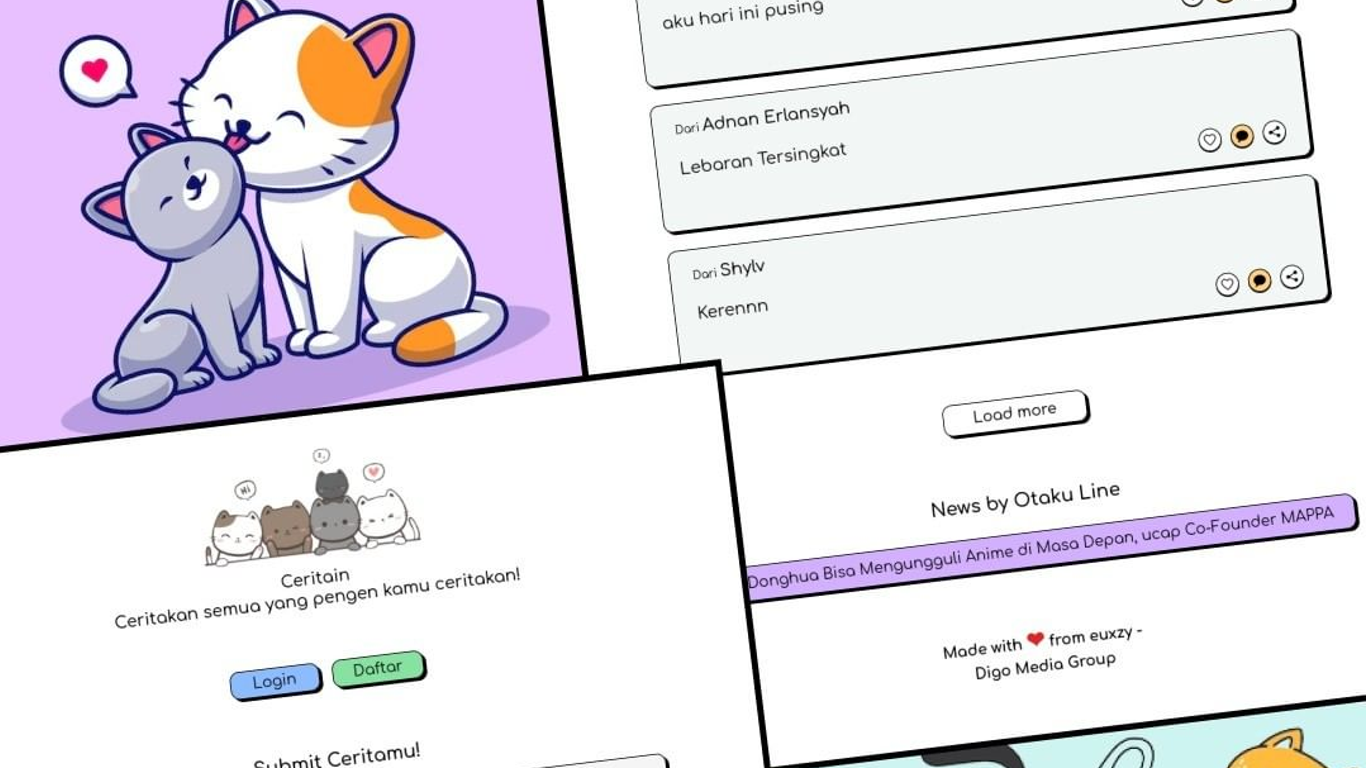 aku hari ini pusing
Dari Adnan Erlansyah
Lebaran Tersingkat
Dari Shylv
Kerennn
Load more
News by Otaku Line
Donghua Bisa Mengungguli Anime di Masa Depan, ucap Co-Founder MAPPA
Made with ❤ from euxzy -
Digo Media Group
Hi
Ceritain
Ceritakan semua yang pengen kamu ceritakan!
Login Daftar
Submit Ceritamu!